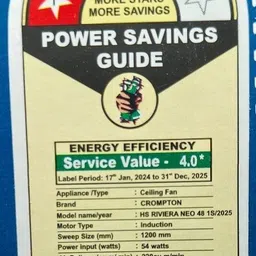 MORE STARS
MORE SAVINGS
POWER SAVINGS
GUIDE
ENERGY EFFICIENCY
Service Value - 4.0*
Label Period: 17th Jan, 2024 to 31st Dec, 2025
Appliance /Type : Ceiling Fan
Brand : CROMPTON
Model name/year : HS RIVIERA NEO 48 1S/2025
Motor Type : Induction
Sweep Size (mm) : 1200 mm
Power Input (watts) : 54 watts